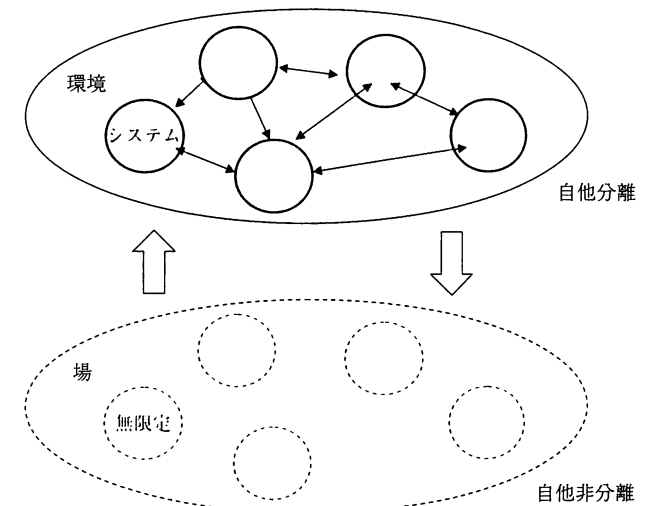 環境
システム
自他分離
場
無限定
自他非分離